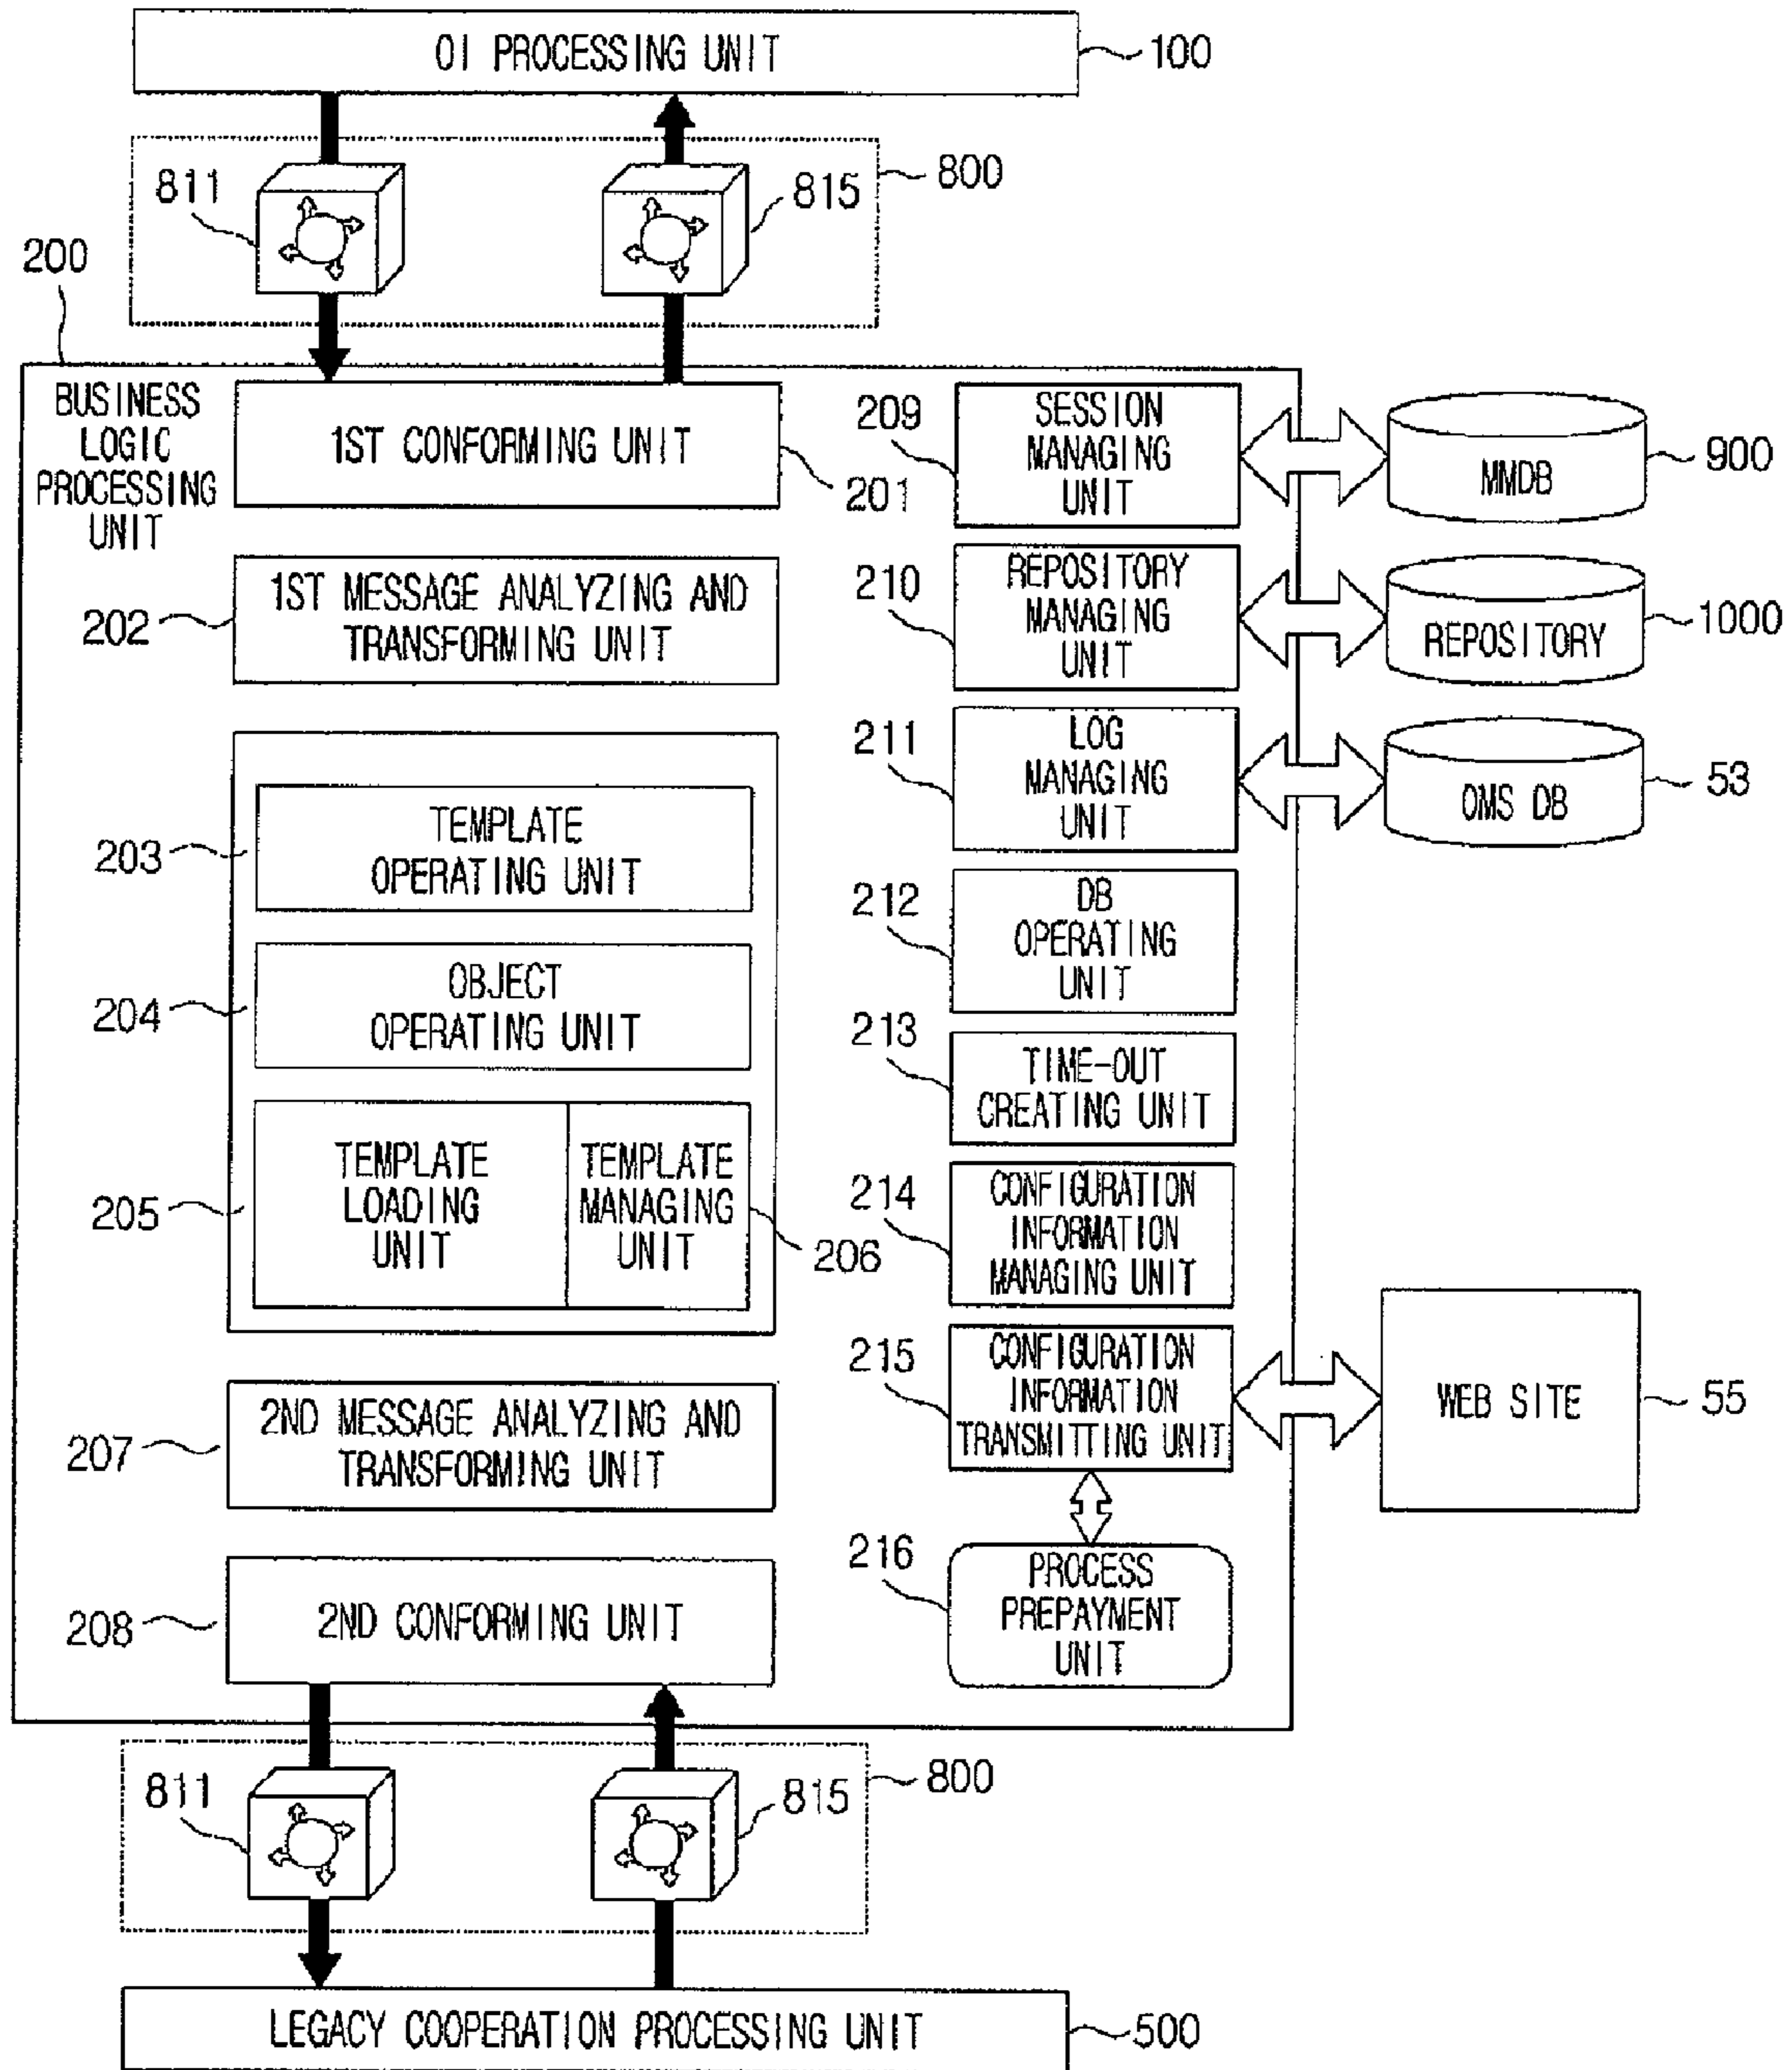 OI PROCESSING UNIT
100
811
815
800
200
BUSINESS
LOGIC
PROCESSING
UNIT
1ST CONFORMING UNIT
201
209
SESSION
MANAGING
UNIT
MMDB
900
202
1ST MESSAGE ANALYZING AND
TRANSFORMING UNIT
210
REPOSITORY
MANAGING
UNIT
REPOSITORY
1000
211
LOG
MANAGING
UNIT
OMS DB
53
203
TEMPLATE
OPERATING UNIT
212
DB
OPERATING
UNIT
204
OBJECT
OPERATING UNIT
213
TIME-OUT
CREATING UNIT
205
TEMPLATE
LOADING
UNIT
TEMPLATE
MANAGING
UNIT
206
214
CONFIGURATION
INFORMATION
MANAGING UNIT
215
CONFIGURATION
INFORMATION
TRANSMITTING UNIT
WEB SITE
55
207
2ND MESSAGE ANALYZING AND
TRANSFORMING UNIT
216
PROCESS
PREPAYMENT
UNIT
208
2ND CONFORMING UNIT
811
815
800
LEGACY COOPERATION PROCESSING UNIT
500